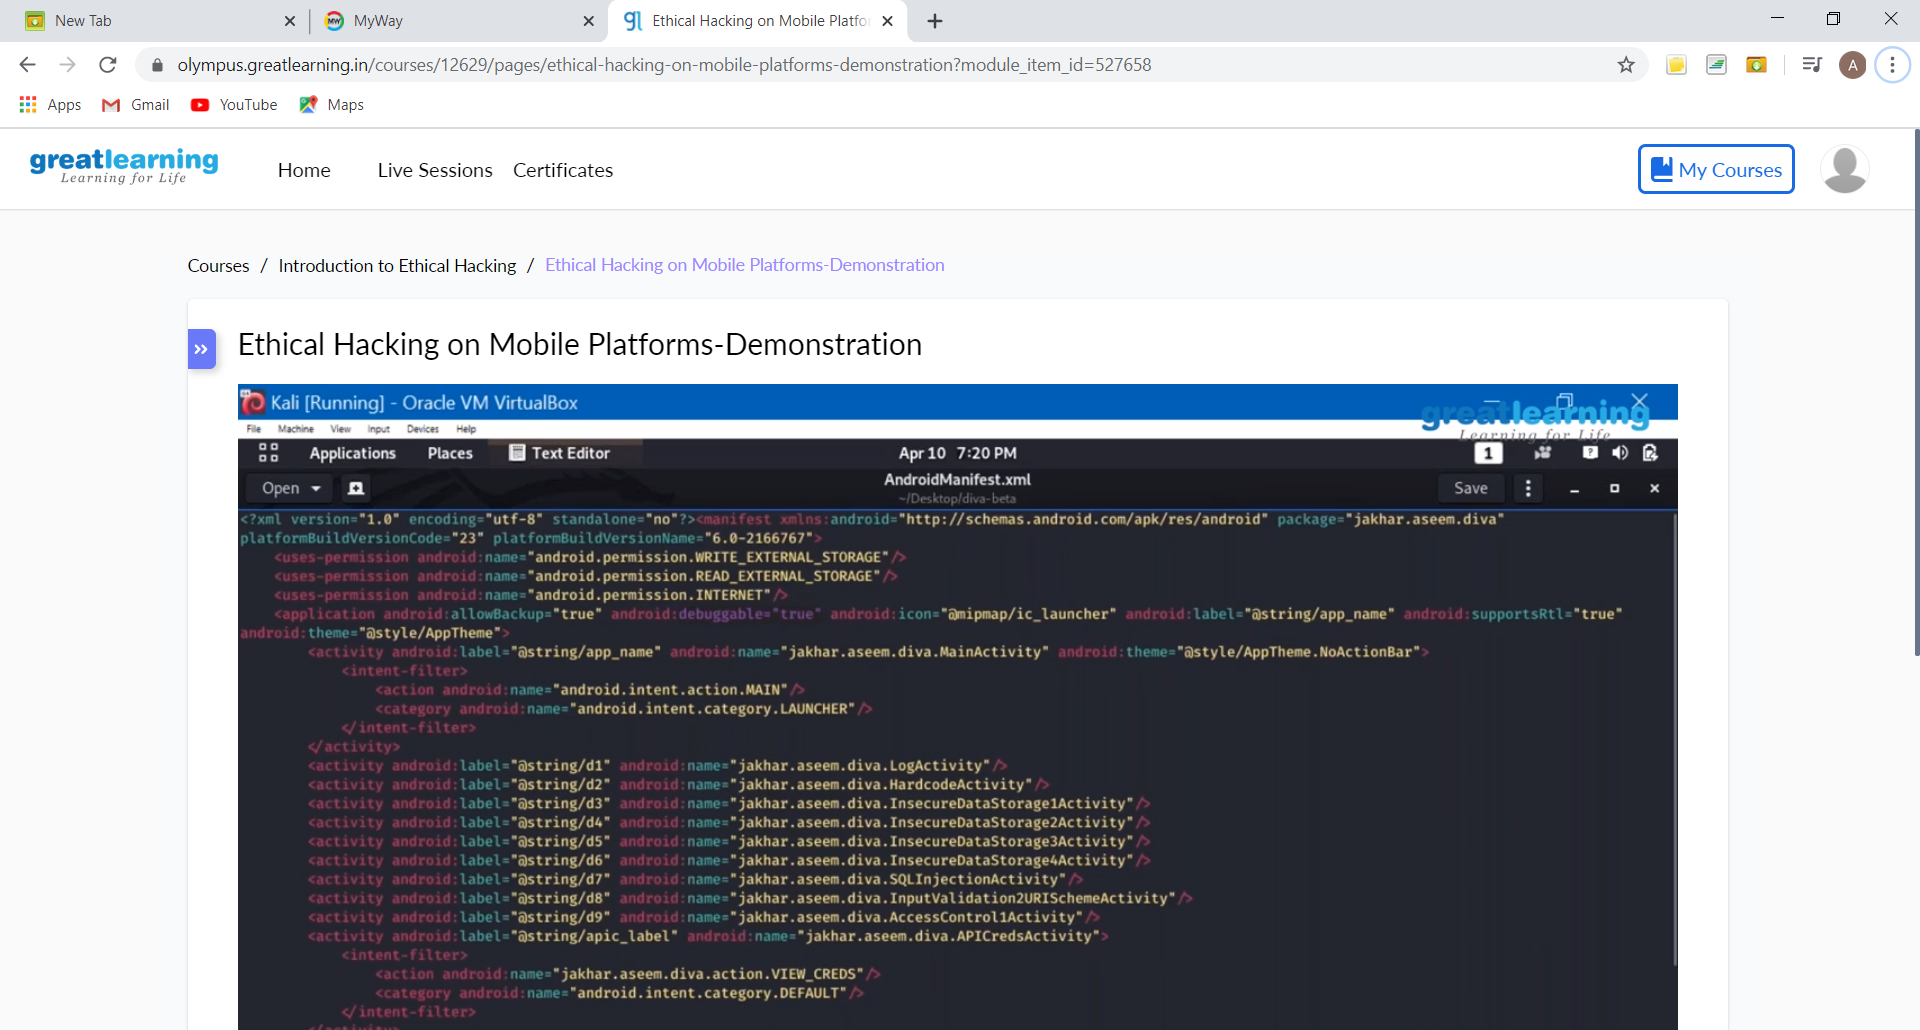 New Tab
MyWay
Ethical Hacking on Mobile Platfo
olympus.greatlearning.in/courses/12629/pages/ethical-hacking-on-mobile-platforms-demonstration?module_item_id=527658
A
Apps Gmail YouTube Maps
greatlearning
Learning for Life
Home Live Sessions Certificates
My Courses
Courses / Introduction to Ethical Hacking / Ethical Hacking on Mobile Platforms-Demonstration
» Ethical Hacking on Mobile Platforms-Demonstration
Kali [Running] - Oracle VM VirtualBox
greatlearning
Learning for Life
File Machine View Input Devices Help
Applications Places Text Editor Apr 10 7:20 PM 1
Open AndroidManifest.xml Save
~/Desktop/diva-beta
<?xml version="1.0" encoding="utf-8" standalone="no"?><manifest xmlns:android="http://schemas.android.com/apk/res/android" package="jakhar.aseem.diva"
platformBuildVersionCode="23" platformBuildVersionName="6.0-2166767">
<uses-permission android:name="android.permission.WRITE_EXTERNAL_STORAGE"/>
<uses-permission android:name="android.permission.READ_EXTERNAL_STORAGE"/>
<uses-permission android:name="android.permission.INTERNET"/>
<application android:allowBackup="true" android:debuggable="true" android:icon="@mipmap/ic_launcher" android:label="@string/app_name" android:supportsRtl="true"
android:theme="@style/AppTheme">
<activity android:label="@string/app_name" android:name="jakhar.aseem.diva.MainActivity" android:theme="@style/AppTheme.NoActionBar">
<intent-filter>
<action android:name="android.intent.action.MAIN"/>
<category android:name="android.intent.category.LAUNCHER"/>
</intent-filter>
</activity>
<activity android:label="@string/d1" android:name="jakhar.aseem.diva.LogActivity"/>
<activity android:label="@string/d2" android:name="jakhar.aseem.diva.HardcodeActivity"/>
<activity android:label="@string/d3" android:name="jakhar.aseem.diva.InsecureDataStorage1Activity"/>
<activity android:label="@string/d4" android:name="jakhar.aseem.diva.InsecureDataStorage2Activity"/>
<activity android:label="@string/d5" android:name="jakhar.aseem.diva.InsecureDataStorage3Activity"/>
<activity android:label="@string/d6" android:name="jakhar.aseem.diva.InsecureDataStorage4Activity"/>
<activity android:label="@string/d7" android:name="jakhar.aseem.diva.SQLInjectionActivity"/>
<activity android:label="@string/d8" android:name="jakhar.aseem.diva.InputValidation2URISchemeActivity"/>
<activity android:label="@string/d9" android:name="jakhar.aseem.diva.AccessControl1Activity"/>
<activity android:label="@string/apic_label" android:name="jakhar.aseem.diva.APICredsActivity">
<intent-filter>
<action android:name="jakhar.aseem.diva.action.VIEW_CREDS"/>
<category android:name="android.intent.category.DEFAULT"/>
</intent-filter>